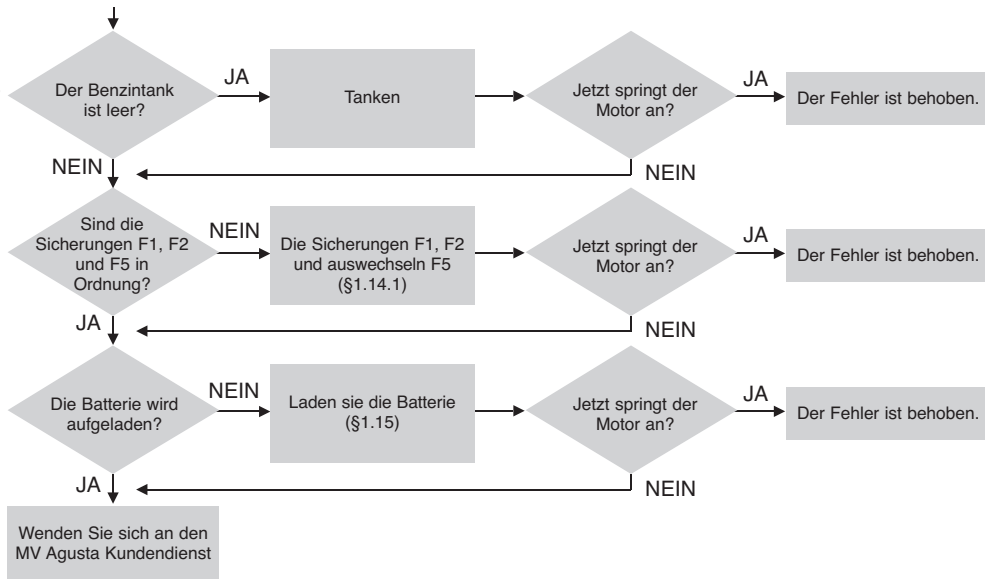 Der Benzintank
ist leer?
JA
Tanken
Jetzt springt der
Motor an?
JA
Der Fehler ist behoben.
NEIN
NEIN
Sind die
Sicherungen F1, F2
und F5 in
Ordnung?
NEIN
Die Sicherungen F1, F2
und auswechseln F5
(§1.14.1)
Jetzt springt der
Motor an?
JA
Der Fehler ist behoben.
JA
NEIN
Die Batterie wird
aufgeladen?
NEIN
Laden sie die Batterie
(§1.15)
Jetzt springt der
Motor an?
JA
Der Fehler ist behoben.
JA
NEIN
Wenden Sie sich an den
MV Agusta Kundendienst